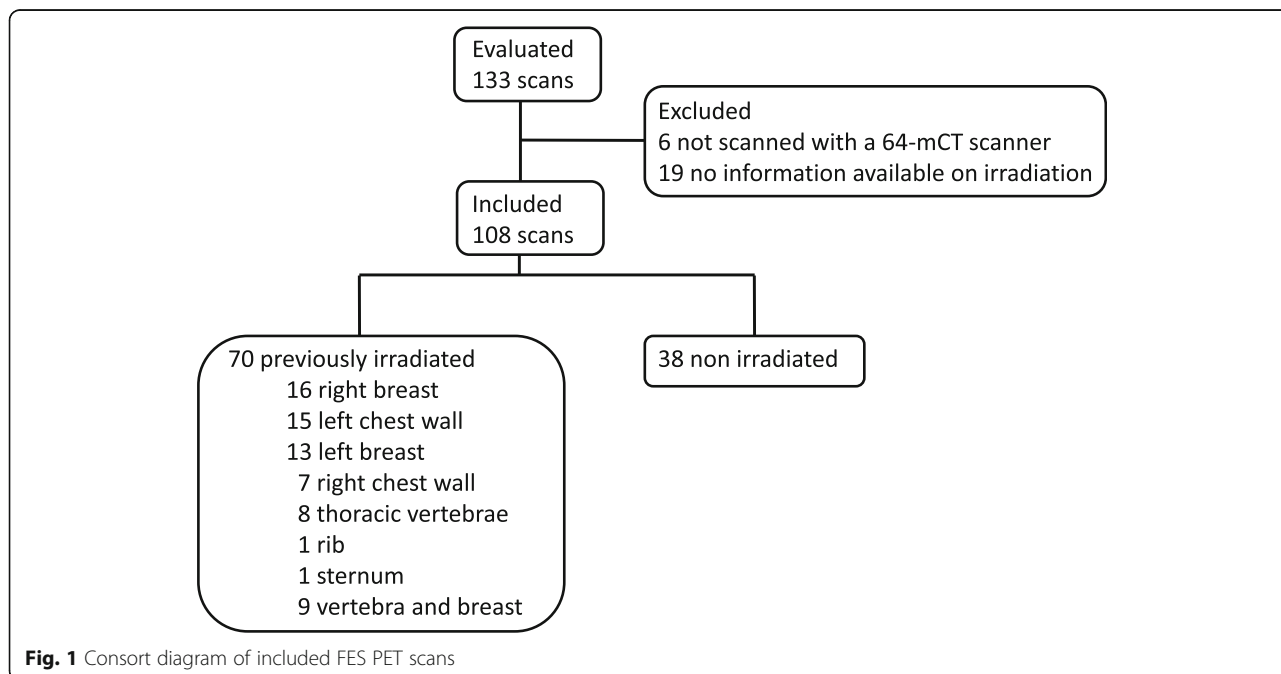 Evaluated
133 scans
Excluded
6 not scanned with a 64-mCT scanner
19 no information available on irradiation
Included
108 scans
70 previously irradiated
16 right breast
15 left chest wall
13 left breast
7 right chest wall
8 thoracic vertebrae
1 rib
1 sternum
9 vertebra and breast
38 non irradiated
Fig. 1 Consort diagram of included FES PET scans